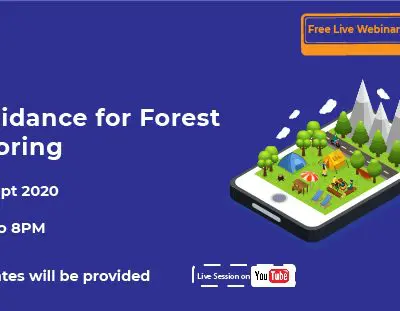 Free Live Webinar
idance for Forest
oring
pt 2020
o 8PM
ates will be provided
Live Session on YouTube